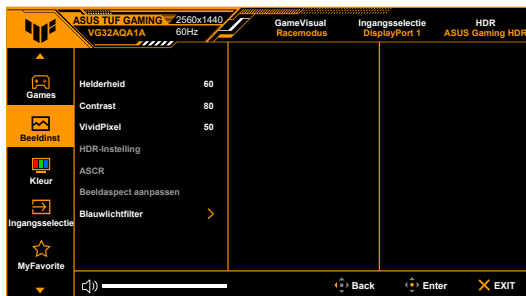 ASUS TUF GAMING 2560x1440
VG32AQA1A 60Hz
GameVisual
Racemodus
Ingangsselectie
DisplayPort 1
HDR
ASUS Gaming HDR
Games
Beeldinst
Kleur
Ingangsselectie
MyFavorite
Helderheid 60
Contrast 80
VividPixel 50
HDR-Instelling
ASCR
Beeldaspect aanpassen
Blauwlichtfilter
Back
Enter
EXIT